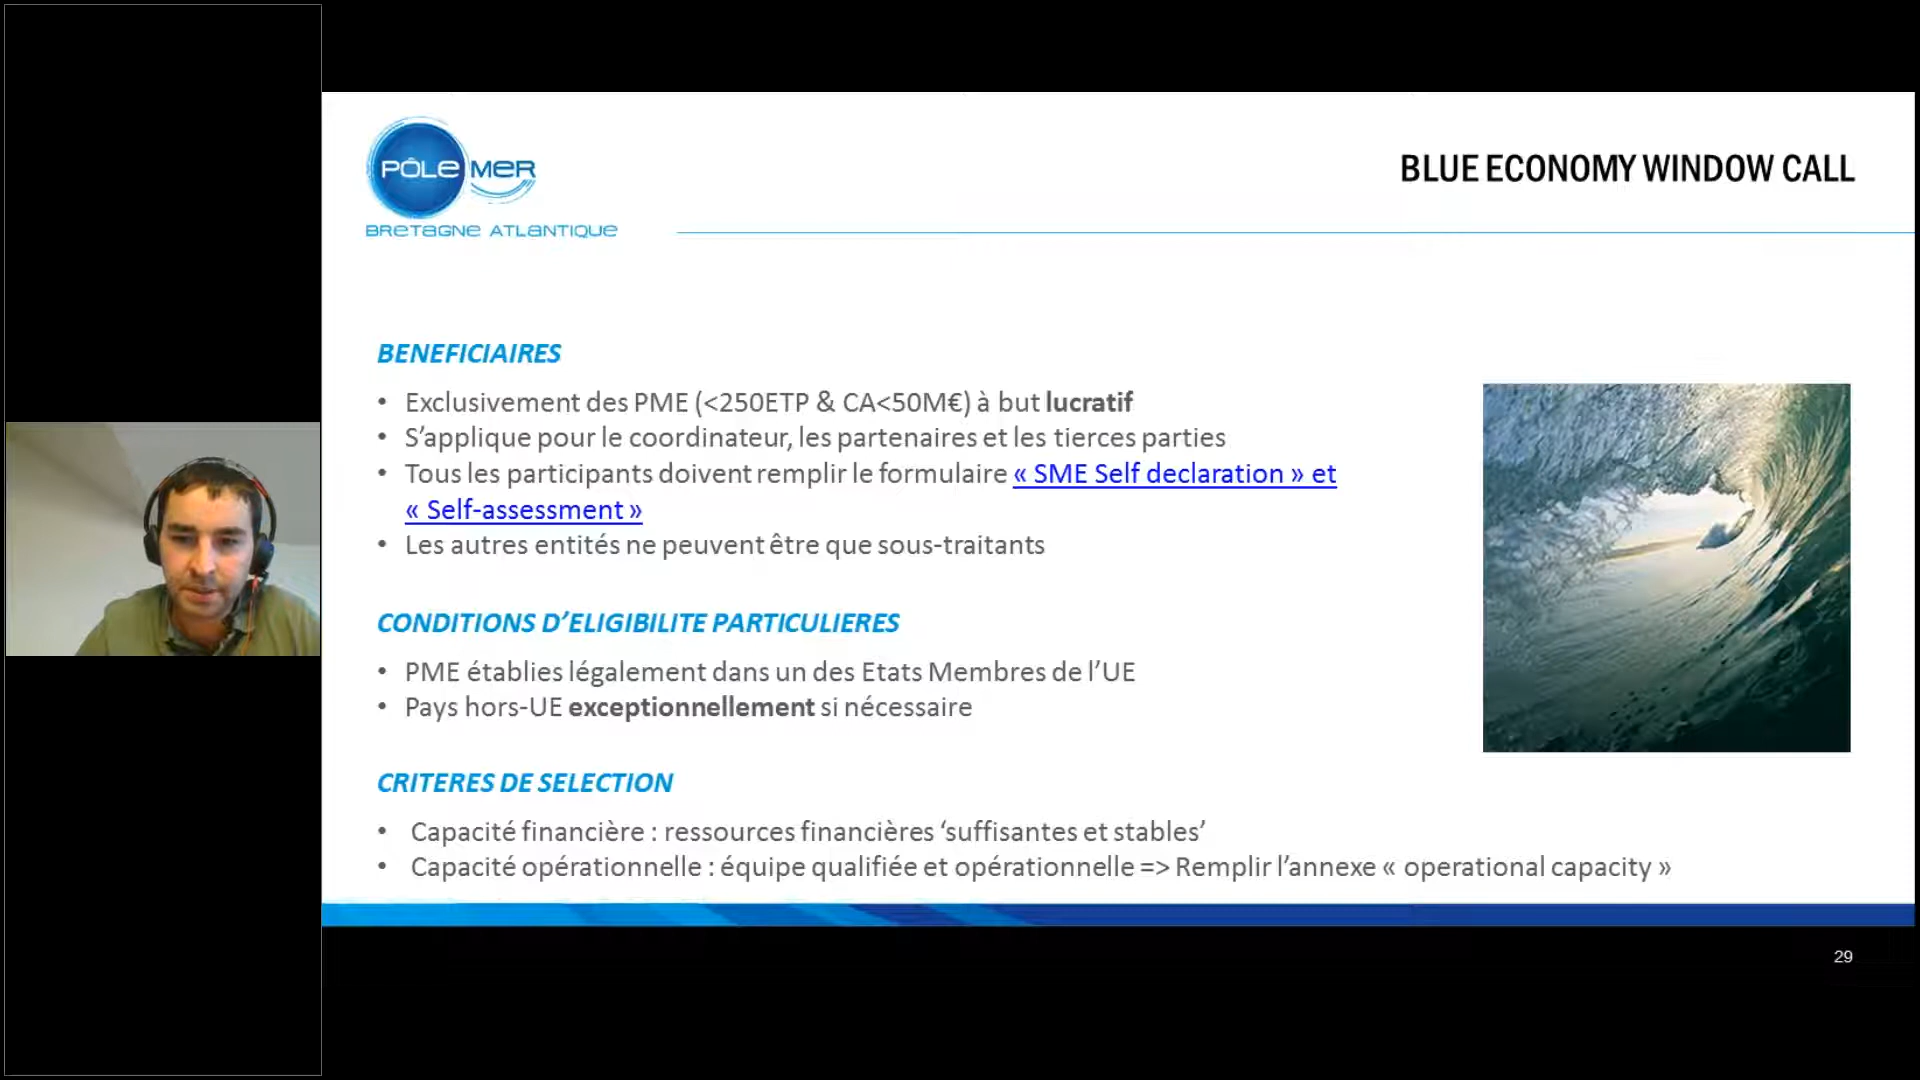 PÔLE MER
BRETAGNE ATLANTIQUE
BLUE ECONOMY WINDOW CALL
BENEFICIAIRES
• Exclusivement des PME (<250ETP & CA<50M€) à but lucratif
• S’applique pour le coordinateur, les partenaires et les tierces parties
• Tous les participants doivent remplir le formulaire « SME Self declaration » et
« Self-assessment »
• Les autres entités ne peuvent être que sous-traitants
CONDITIONS D’ELIGIBILITE PARTICULIERES
• PME établies légalement dans un des Etats Membres de l’UE
• Pays hors-UE exceptionnellement si nécessaire
CRITERES DE SELECTION
• Capacité financière : ressources financières ‘suffisantes et stables’
• Capacité opérationnelle : équipe qualifiée et opérationnelle => Remplir l’annexe « operational capacity »
29